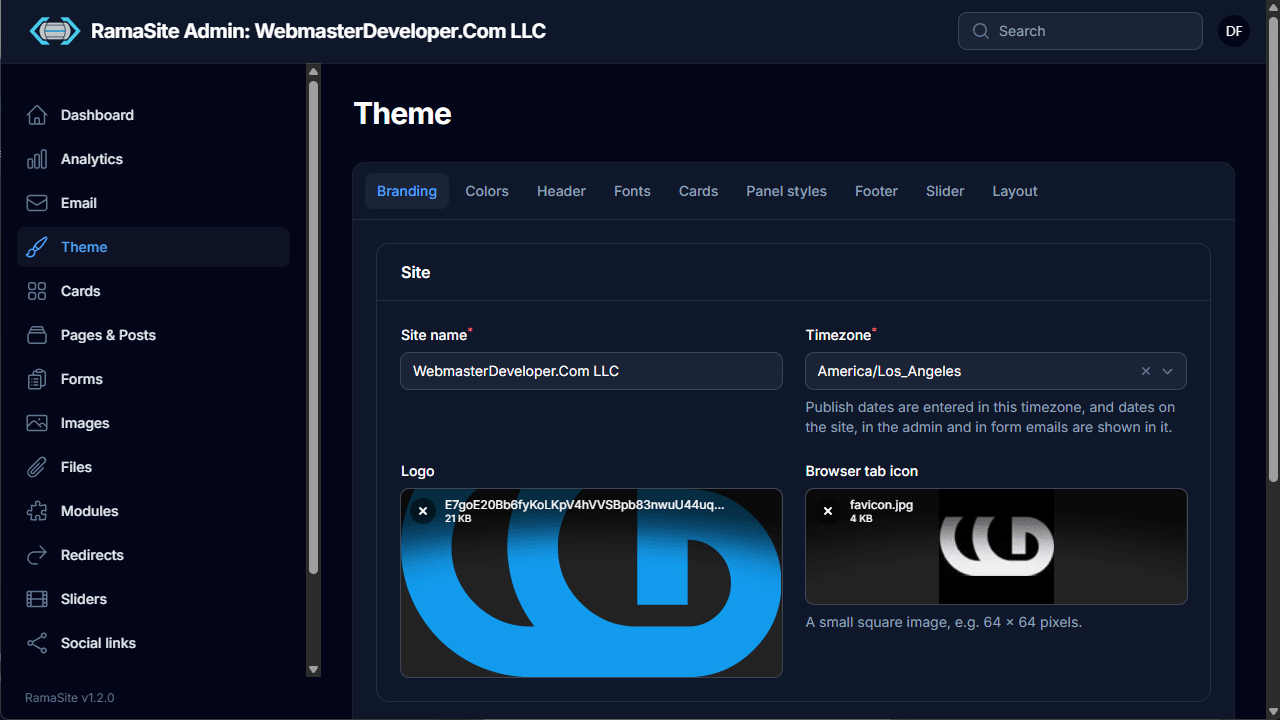 RamaSite Admin: WebmasterDeveloper.Com LLC
Search
DF
Dashboard
Analytics
Email
Theme
Cards
Pages & Posts
Forms
Images
Files
Modules
Redirects
Sliders
Social links
RamaSite v1.2.0
Theme
Branding
Colors
Header
Fonts
Cards
Panel styles
Footer
Slider
Layout
Site
Site name*
WebmasterDeveloper.Com LLC
Timezone*
America/Los_Angeles
Publish dates are entered in this timezone, and dates on
the site, in the admin and in form emails are shown in it.
Logo
E7goE20Bb6fyKoLKpV4hVVSBpb83nwuU44uq...
21 KB
Browser tab icon
favicon.jpg
4 KB
A small square image, e.g. 64 × 64 pixels.